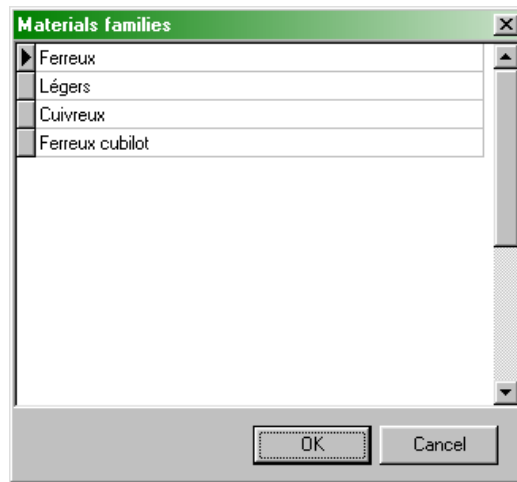 Materials families
Ferreux
Légers
Cuivreux
Ferreux cubilot
OK
Cancel